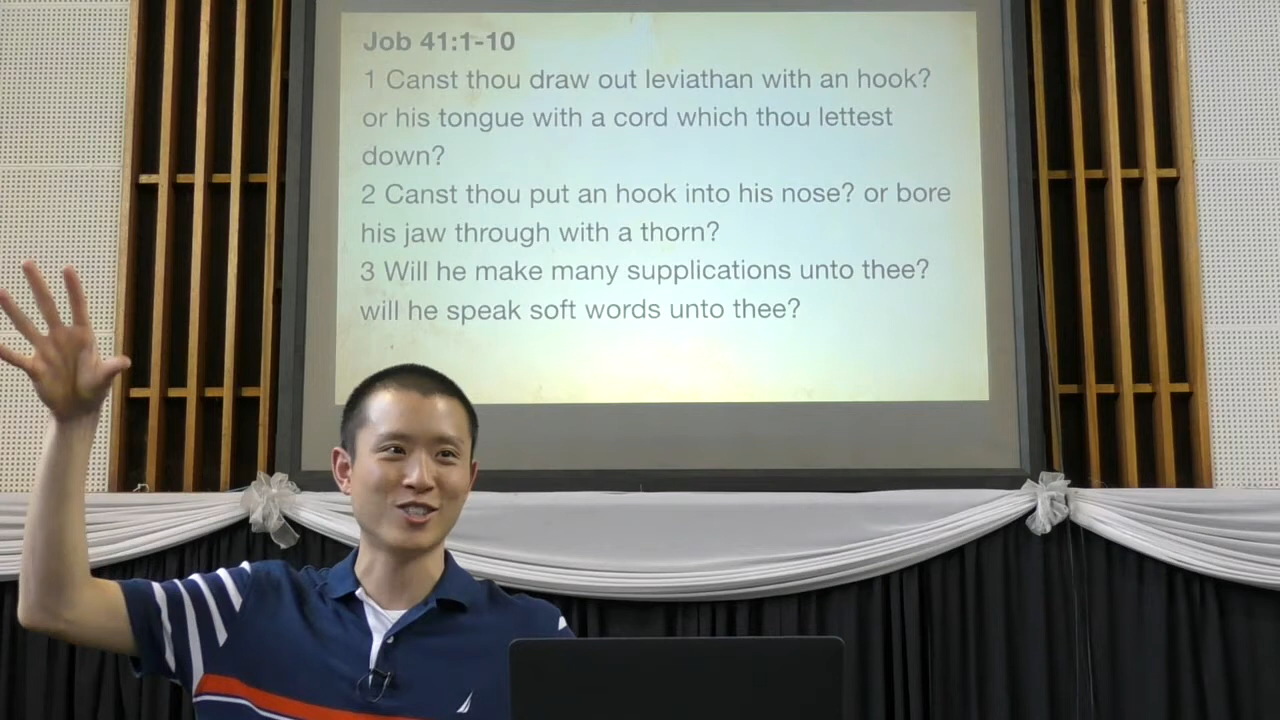 Job 41:1-10
1 Canst thou draw out leviathan with an hook?
or his tongue with a cord which thou lettest
down?
2 Canst thou put an hook into his nose? or bore
his jaw through with a thorn?
3 Will he make many supplications unto thee?
will he speak soft words unto thee?